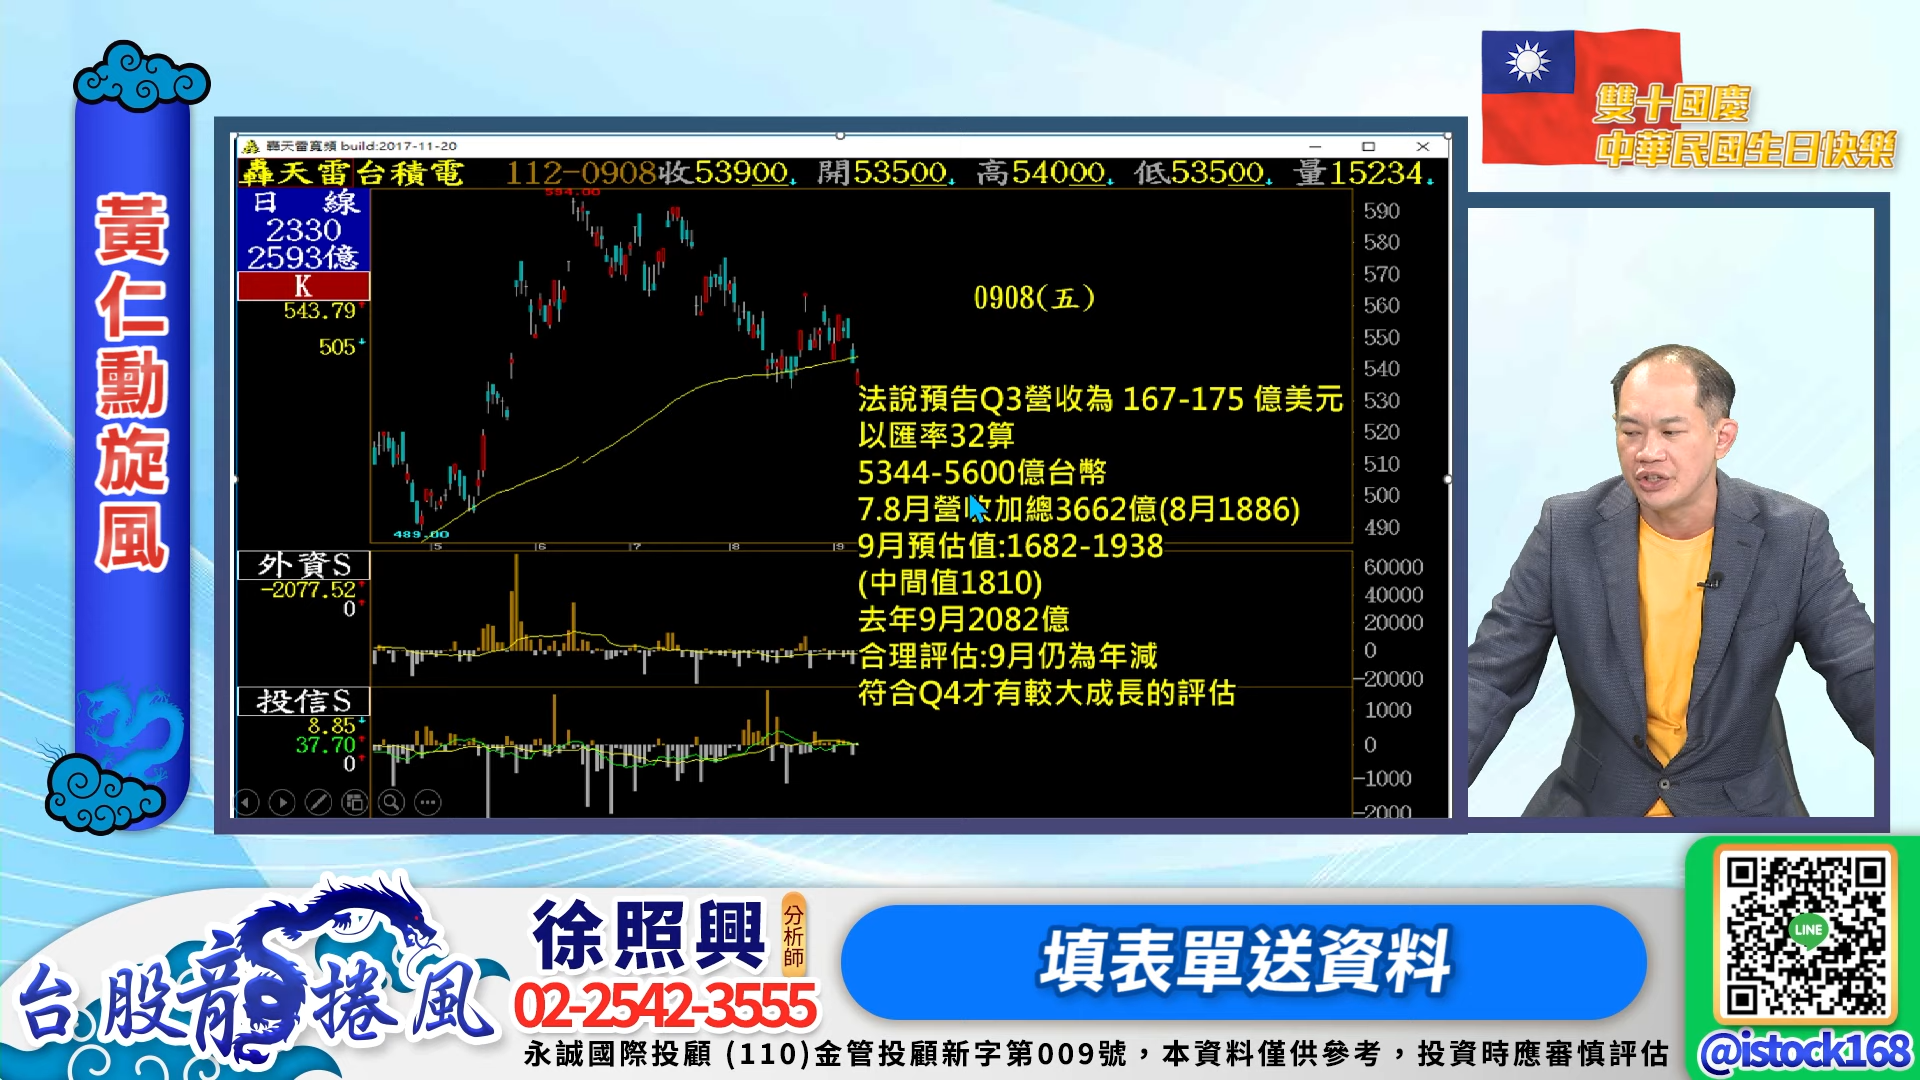 黃仁勳旋風
雙十國慶
中華民國生日快樂
轟天雷寬頻 build:2017-11-20
轟天雷台積電 112-0908收53900 開53500 高54000 低53500 量15234
日 線
2330
2593億
K
543.79
505
594.00
489.00
0908(五)
法說預告Q3營收為 167-175 億美元
以匯率32算
5344-5600億台幣
7.8月營收加總3662億(8月1886)
9月預估值:1682-1938
(中間值1810)
去年9月2082億
合理評估:9月仍為年減
符合Q4才有較大成長的評估
590
580
570
560
550
540
530
520
510
500
490
5 6 7 8 9
外資S
-2077.52
0
60000
40000
20000
0
-20000
投信S
8.85
37.70
0
1000
0
-1000
-2000
台股龍捲風
徐照興 分析師
02-2542-3555
填表單送資料
永誠國際投顧 (110)金管投顧新字第009號，本資料僅供參考，投資時應審慎評估
LINE
@istock168